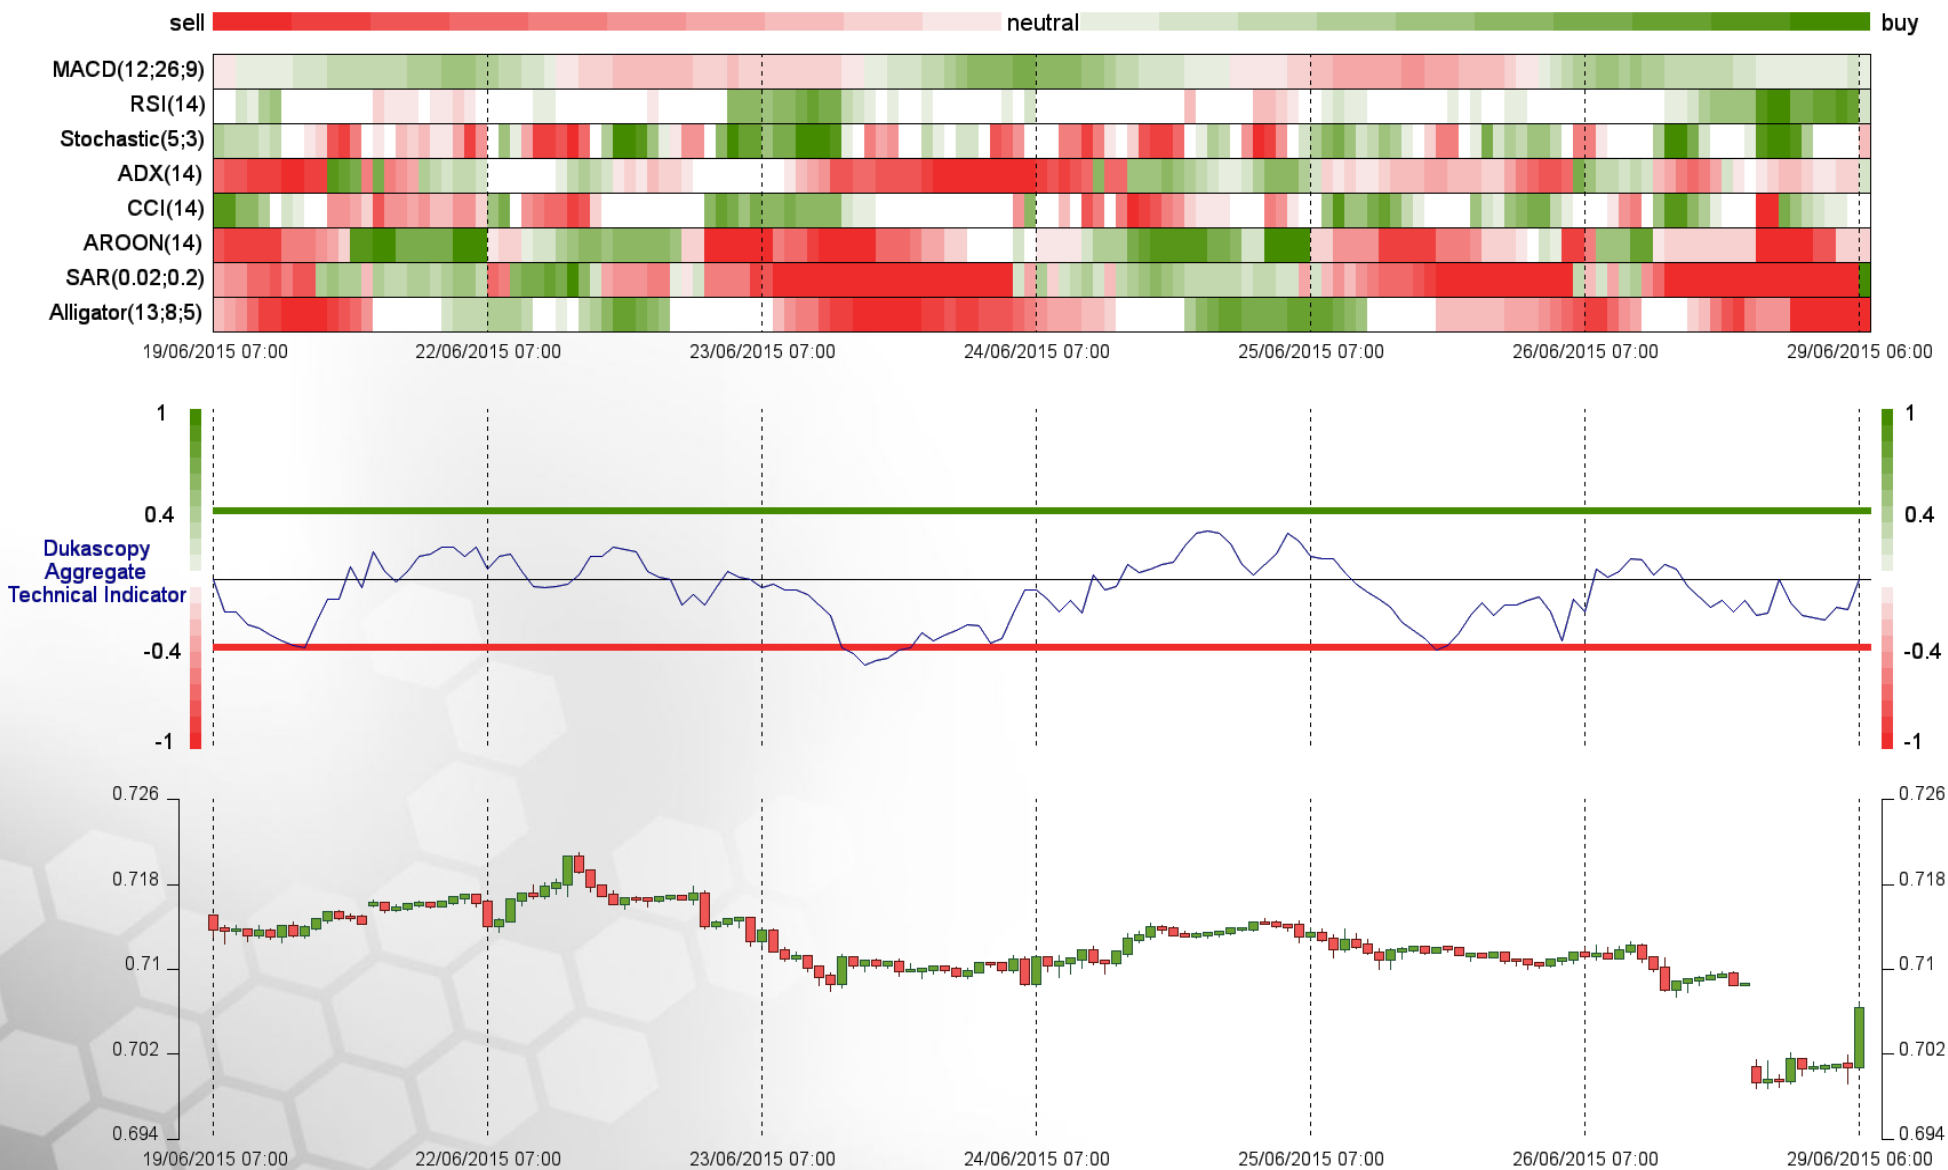 sell neutral buy
MACD(12;26;9)
RSI(14)
Stochastic(5;3)
ADX(14)
CCI(14)
AROON(14)
SAR(0.02;0.2)
Alligator(13;8;5)
19/06/2015 07:00 22/06/2015 07:00 23/06/2015 07:00 24/06/2015 07:00 25/06/2015 07:00 26/06/2015 07:00 29/06/2015 06:00
1 1
0.4 0.4
Dukascopy
Aggregate
Technical Indicator
-0.4 -0.4
-1 -1
0.726 0.726
0.718 0.718
0.71 0.71
0.702 0.702
0.694 0.694
19/06/2015 07:00 22/06/2015 07:00 23/06/2015 07:00 24/06/2015 07:00 25/06/2015 07:00 26/06/2015 07:00 29/06/2015 06:00